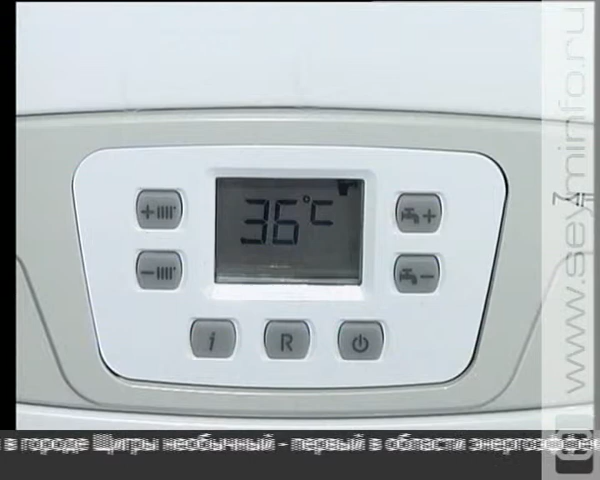 36°C
+
+
-
-
i R
www.seyminfo.ru
в городе Щигры необычный - первый в области